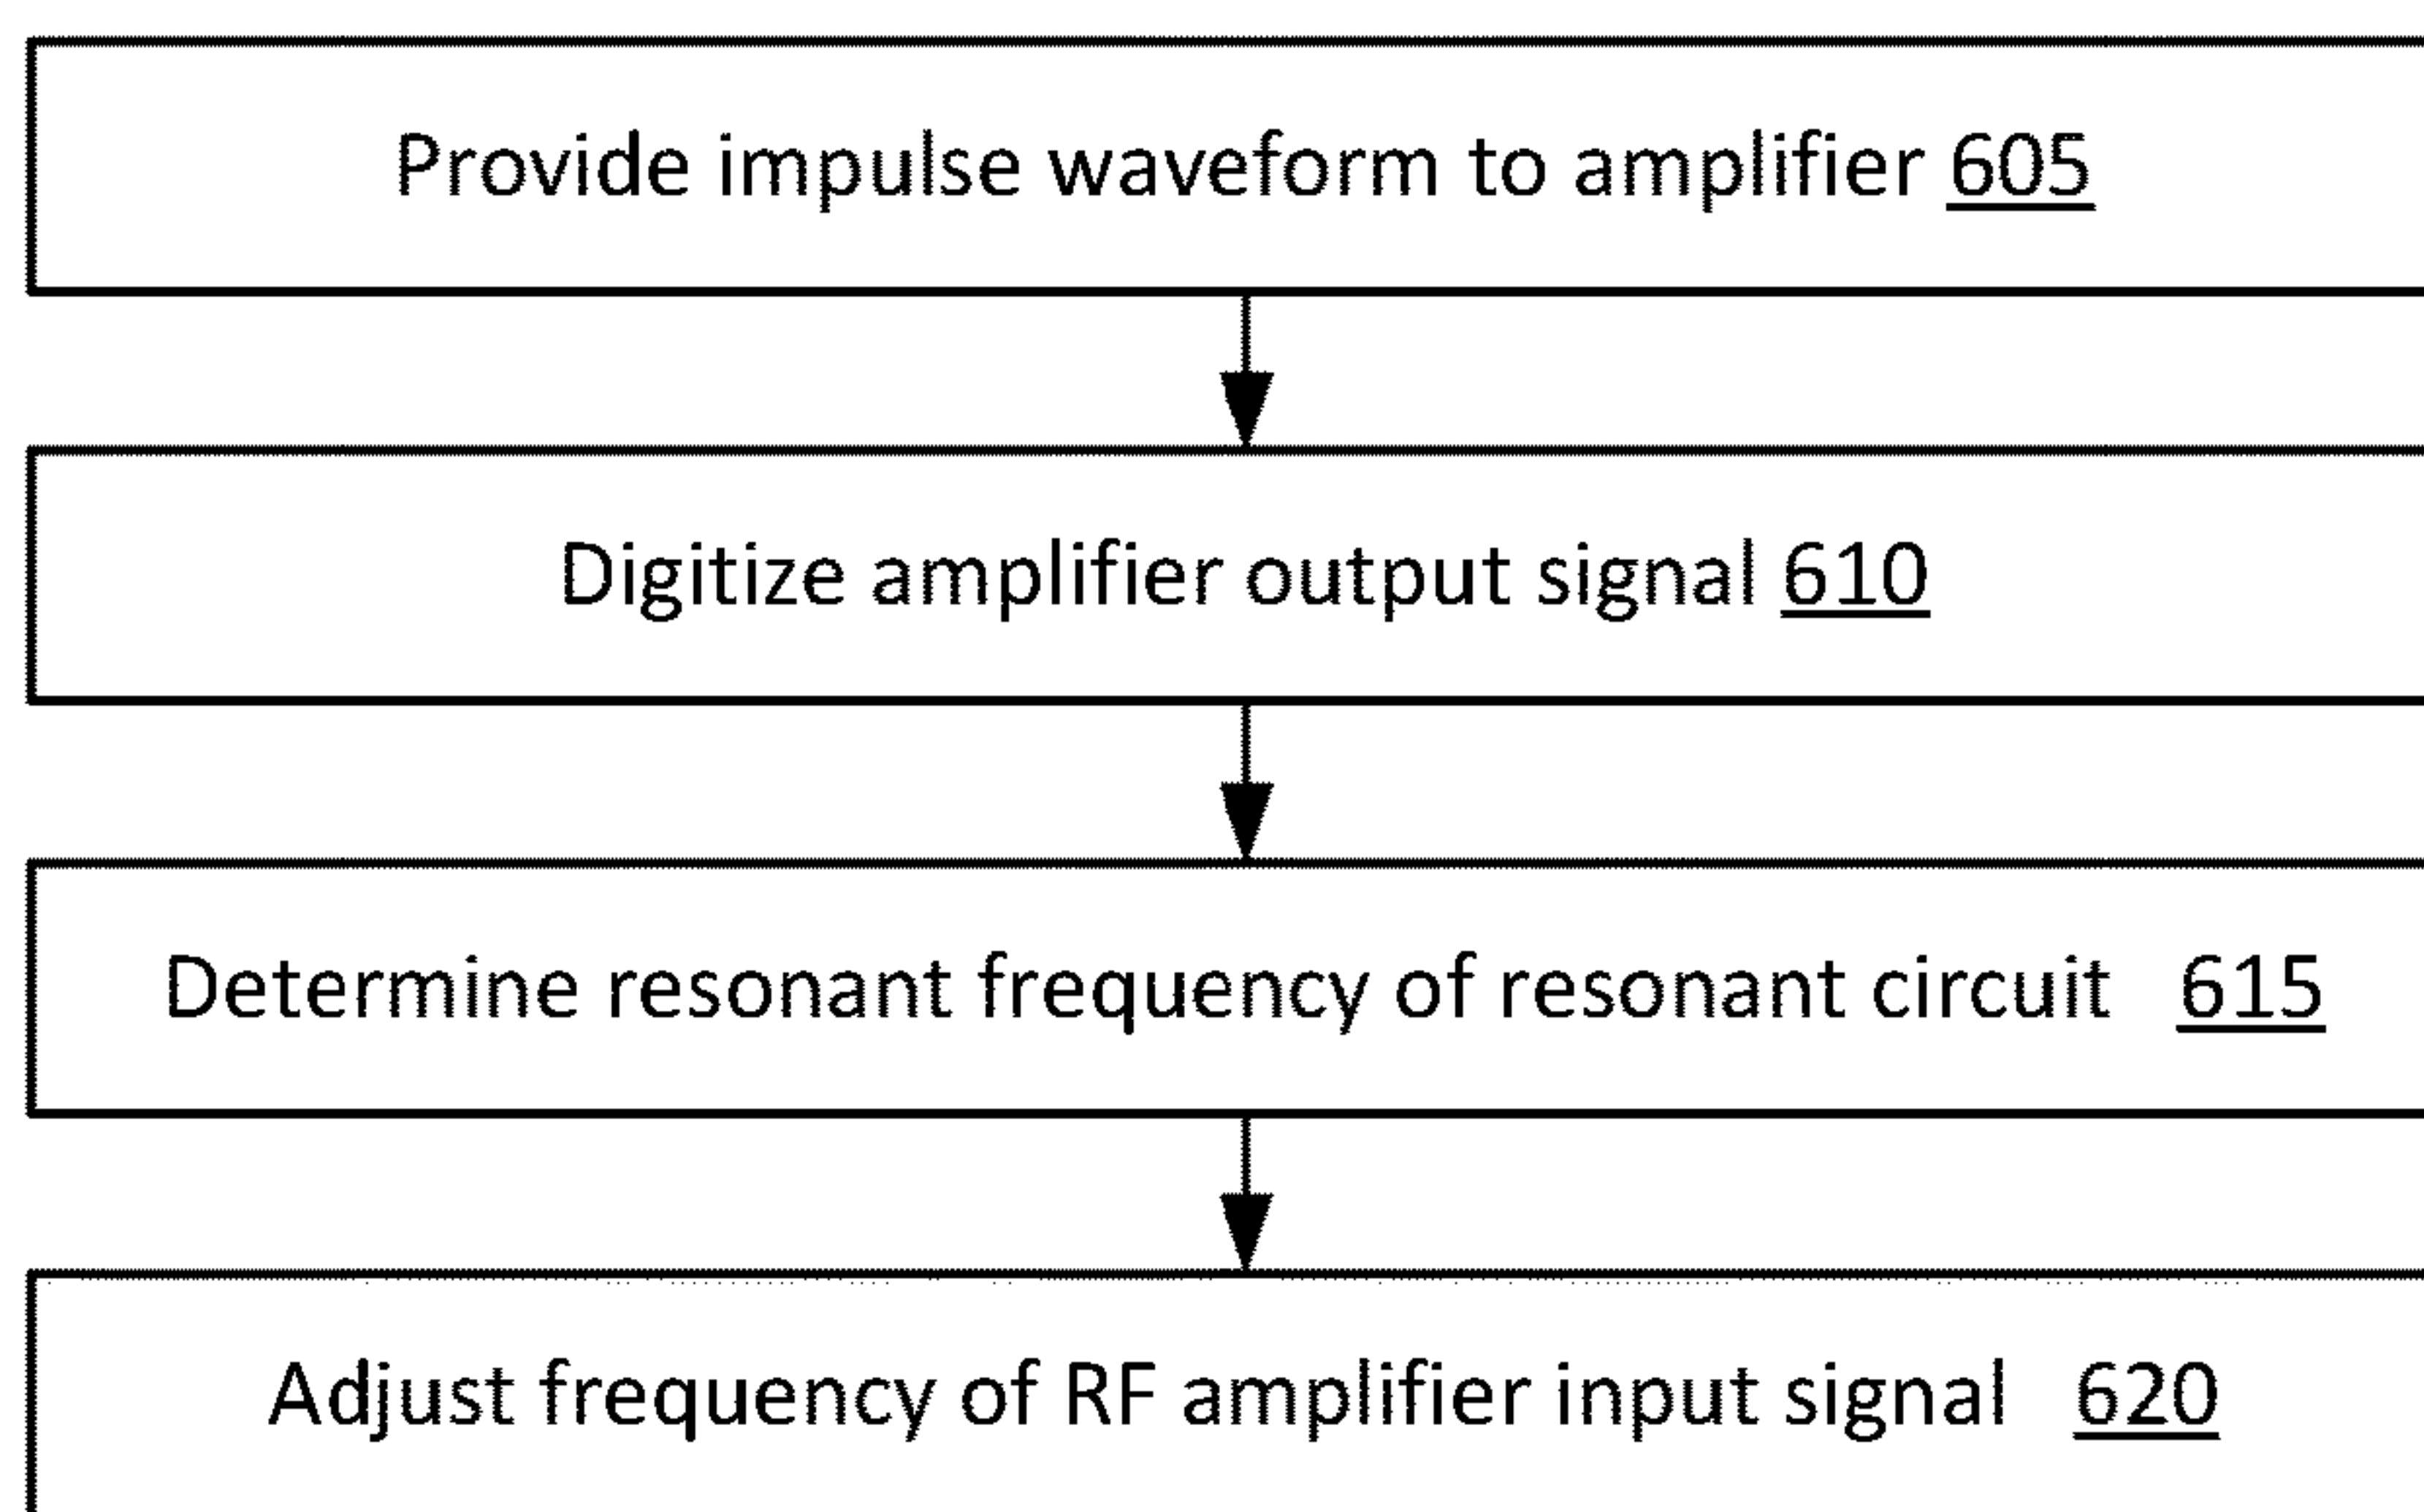 Provide impulse waveform to amplifier 605
Digitize amplifier output signal 610
Determine resonant frequency of resonant circuit 615
Adjust frequency of RF amplifier input signal 620